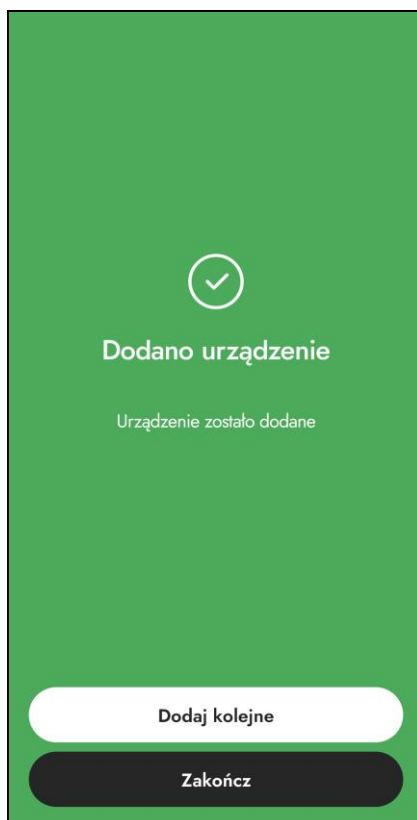 Dodano urządzenie
Urządzenie zostało dodane
Dodaj kolejne
Zakończ